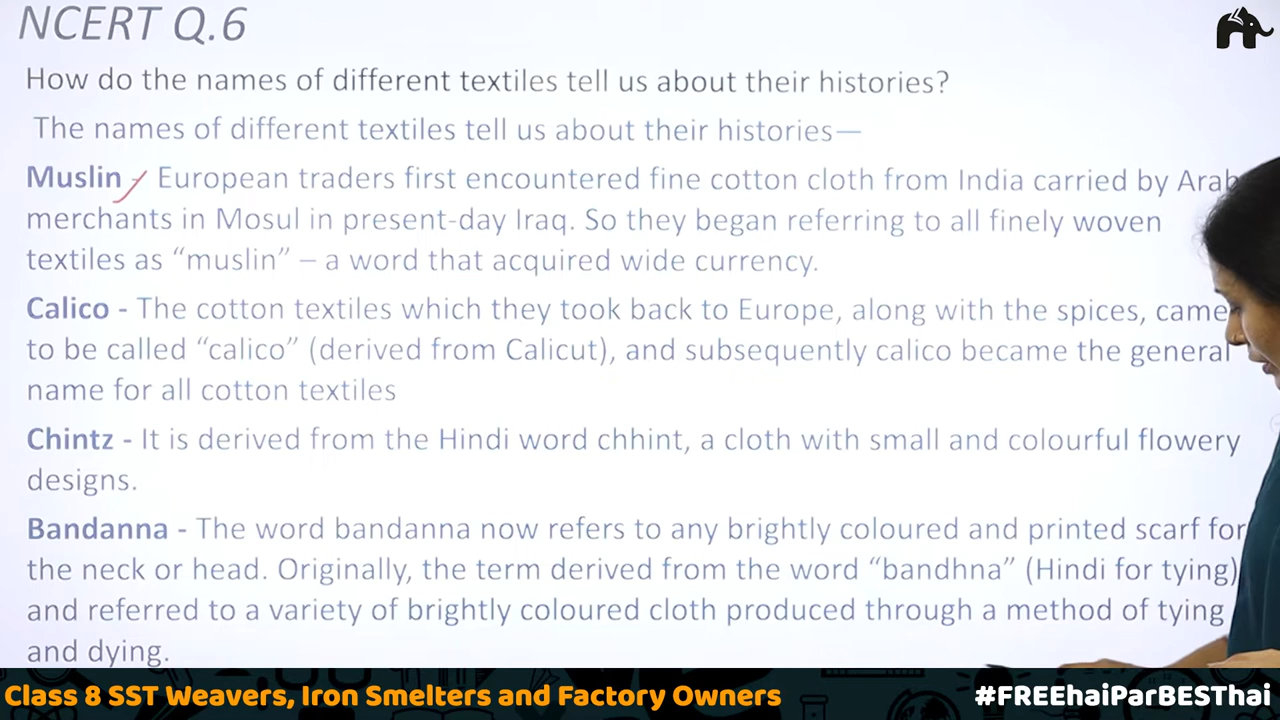 NCERT Q.6
How do the names of different textiles tell us about their histories?
The names of different textiles tell us about their histories—
Muslin - European traders first encountered fine cotton cloth from India carried by Arab
merchants in Mosul in present-day Iraq. So they began referring to all finely woven
textiles as “muslin” – a word that acquired wide currency.
Calico - The cotton textiles which they took back to Europe, along with the spices, came
to be called “calico” (derived from Calicut), and subsequently calico became the general
name for all cotton textiles
Chintz - It is derived from the Hindi word chhint, a cloth with small and colourful flowery
designs.
Bandanna - The word bandanna now refers to any brightly coloured and printed scarf for
the neck or head. Originally, the term derived from the word “bandhna” (Hindi for tying)
and referred to a variety of brightly coloured cloth produced through a method of tying
and dying.
Class 8 SST Weavers, Iron Smelters and Factory Owners
#FREEhaiParBESThai